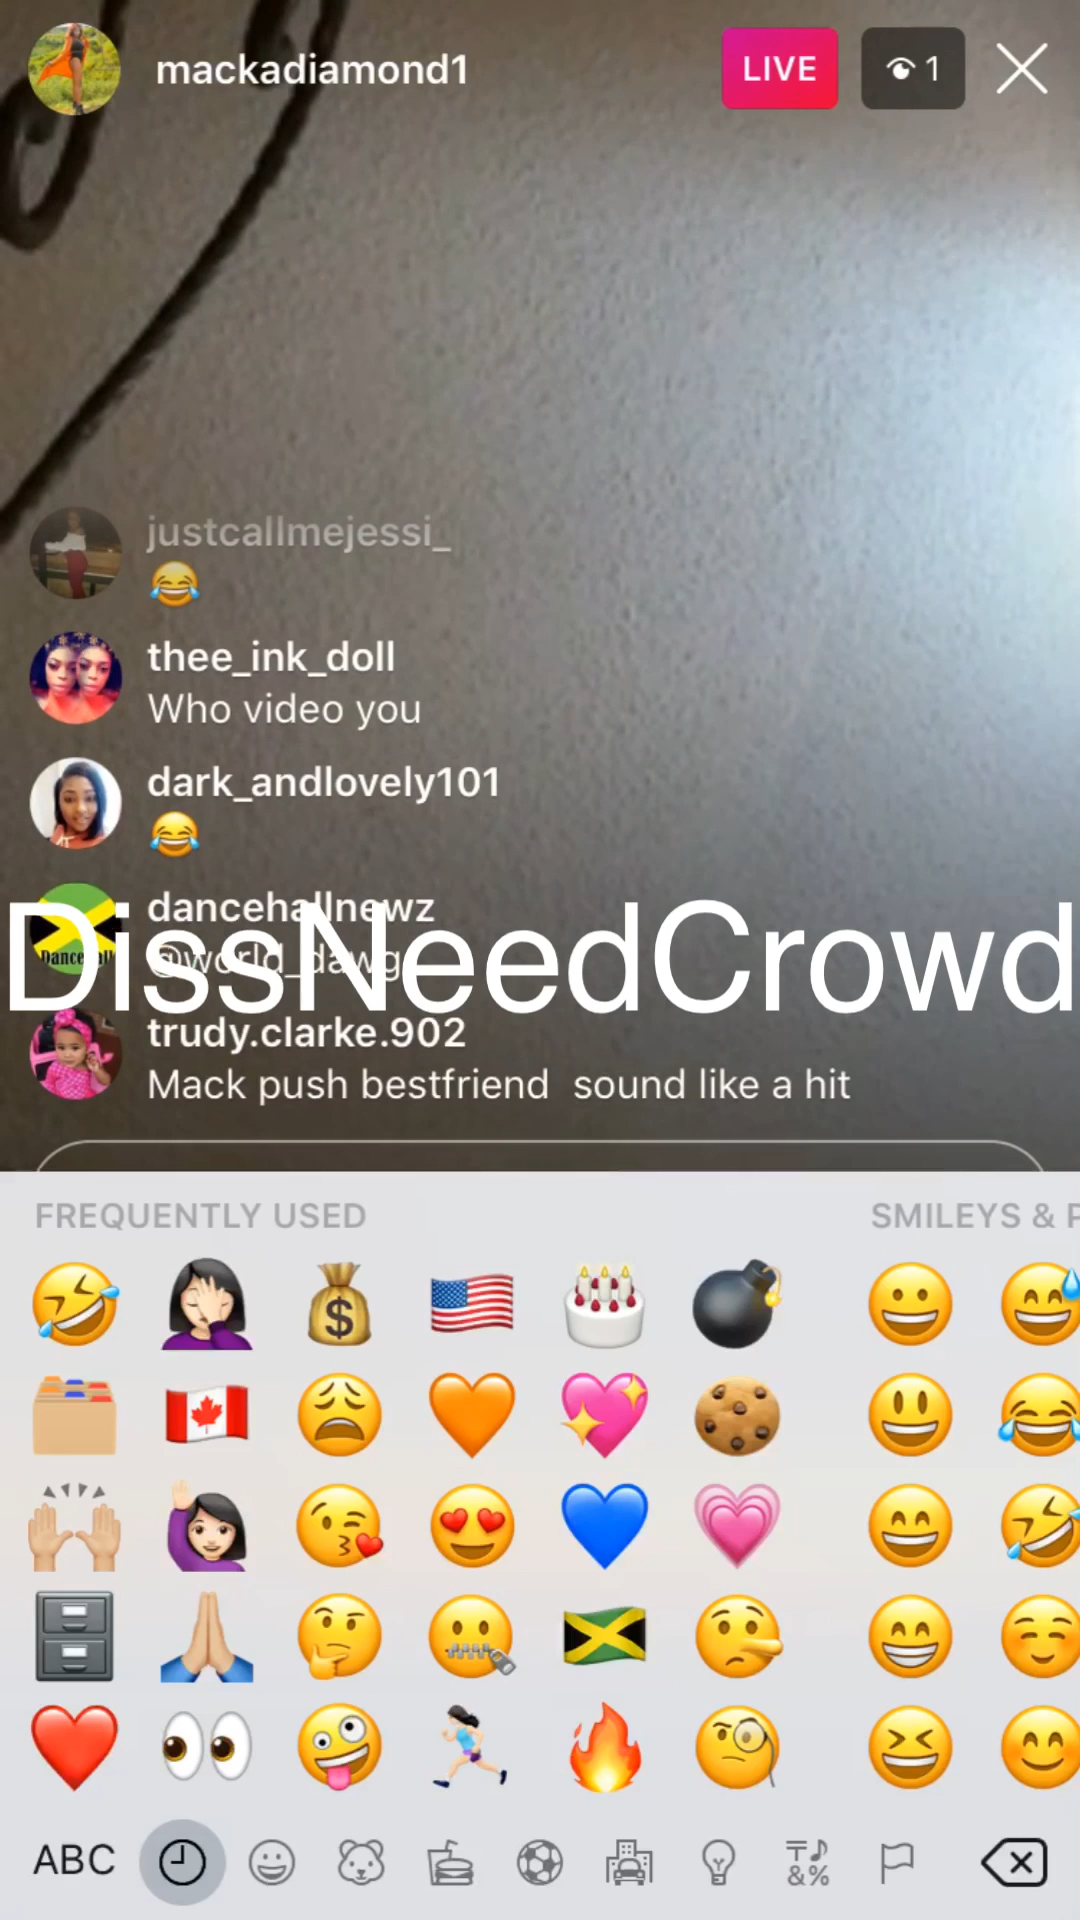 mackadiamond1
LIVE
1
justcallmejessi_
😂
thee_ink_doll
Who video you
dark_andlovely101
😂
dancehallnewz
@world_dawg
DissNeedCrowd
trudy.clarke.902
Mack push bestfriend  sound like a hit
FREQUENTLY USED
SMILEYS & P
ABC